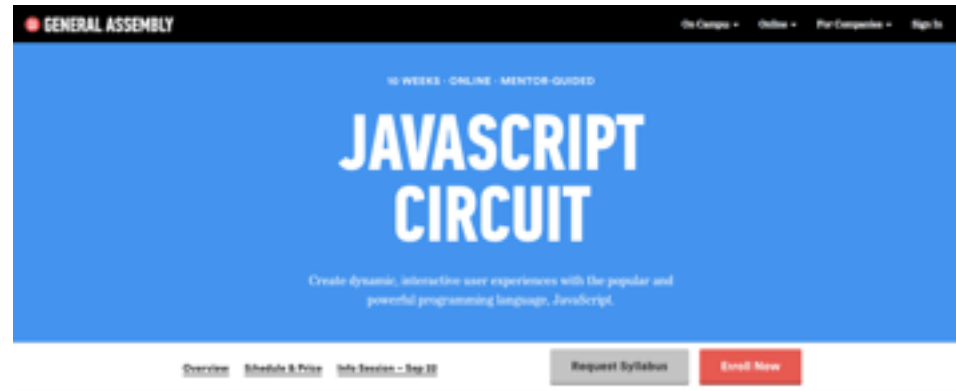 GENERAL ASSEMBLY
On Campus Online For Companies Sign In
10 WEEKS · ONLINE · MENTOR-GUIDED
JAVASCRIPT
CIRCUIT
Create dynamic, interactive user experiences with the popular and
powerful programming language, JavaScript.
Overview Schedule & Price Info Session – Sep 22 Request Syllabus Enroll Now